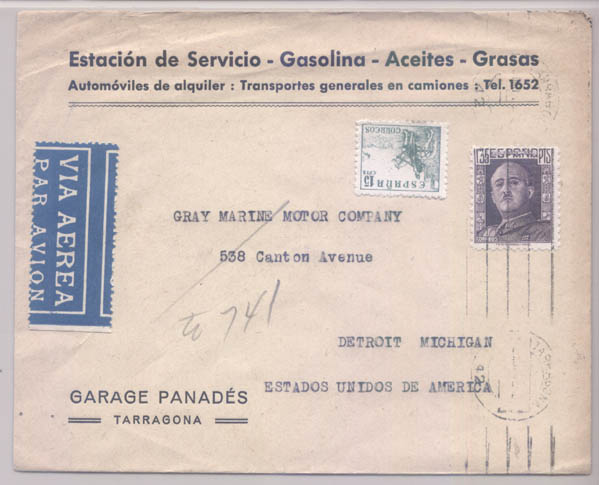 Estación de Servicio - Gasolina - Aceites - Grasas
Automóviles de alquiler : Transportes generales en camiones : Tel. 1652
CORREOS
ESPAÑA
15 CTS
ESPAÑA
PTS
VIA AEREA
PAR AVION
GRAY MARINE MOTOR COMPANY
538 Canton Avenue
to 741
DETROIT MICHIGAN
ESTADOS UNIDOS DE AMERICA
GARAGE PANADÉS
TARRAGONA